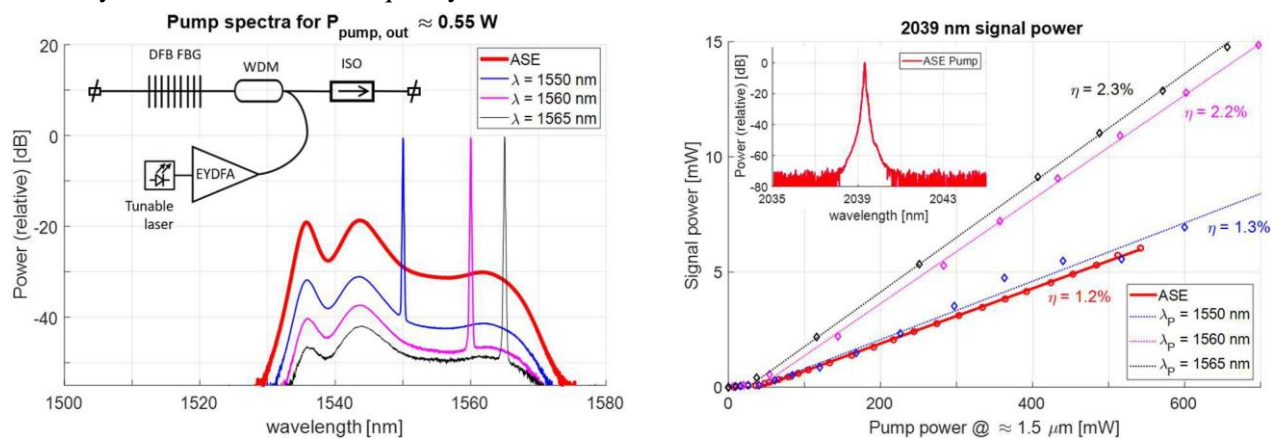 Pump spectra for P pump, out ≈ 0.55 W
20
0
-20
-40
Power (relative) [dB]
1500
1520
1540
1560
1580
wavelength [nm]
DFB FBG
WDM
ISO
EYDFA
Tunable
laser
ASE
λ = 1550 nm
λ = 1560 nm
λ = 1565 nm
2039 nm signal power
15
10
5
0
Signal power [mW]
0
200
400
600
Pump power @ ≈ 1.5 μm [mW]
ASE Pump
0
-20
-40
-60
-80
Power (relative) [dB]
2035
2039
2043
wavelength [nm]
η = 2.3%
η = 2.2%
η = 1.3%
η = 1.2%
ASE
λP = 1550 nm
λP = 1560 nm
λP = 1565 nm